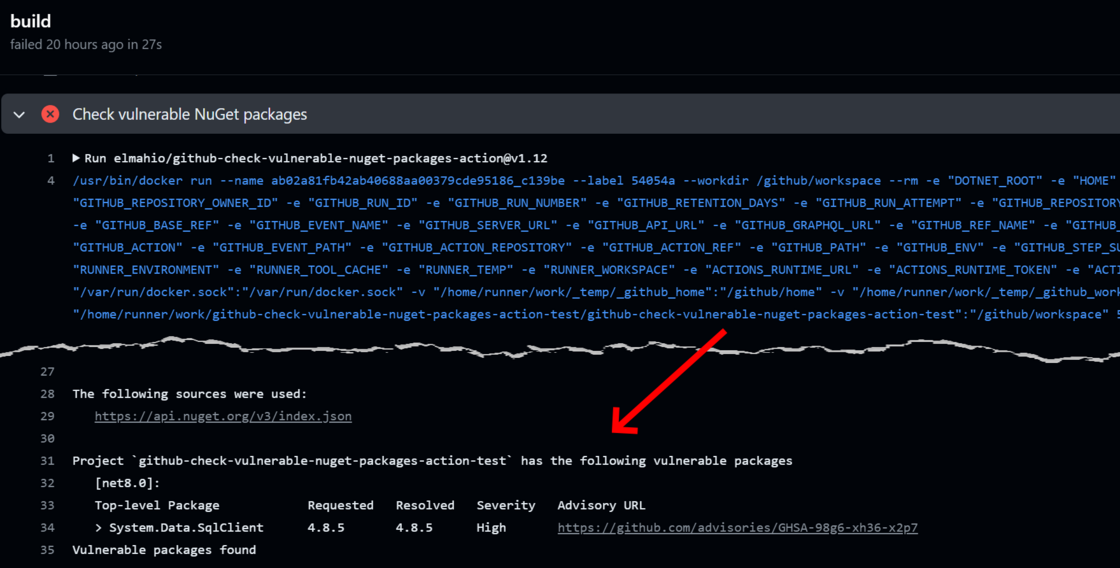 build
failed 20 hours ago in 27s
Check vulnerable NuGet packages
1 Run elmahio/github-check-vulnerable-nuget-packages-action@v1.12
4 /usr/bin/docker run --name ab02a81fb42ab40688aa00379cde95186_c139be --label 54054a --workdir /github/workspace --rm -e "DOTNET_ROOT" -e "HOME"
"GITHUB_REPOSITORY_OWNER_ID" -e "GITHUB_RUN_ID" -e "GITHUB_RUN_NUMBER" -e "GITHUB_RETENTION_DAYS" -e "GITHUB_RUN_ATTEMPT" -e "GITHUB_REPOSITORY
-e "GITHUB_BASE_REF" -e "GITHUB_EVENT_NAME" -e "GITHUB_SERVER_URL" -e "GITHUB_API_URL" -e "GITHUB_GRAPHQL_URL" -e "GITHUB_REF_NAME" -e "GITHUB_
"GITHUB_ACTION" -e "GITHUB_EVENT_PATH" -e "GITHUB_ACTION_REPOSITORY" -e "GITHUB_ACTION_REF" -e "GITHUB_PATH" -e "GITHUB_ENV" -e "GITHUB_STEP_SU
"RUNNER_ENVIRONMENT" -e "RUNNER_TOOL_CACHE" -e "RUNNER_TEMP" -e "RUNNER_WORKSPACE" -e "ACTIONS_RUNTIME_URL" -e "ACTIONS_RUNTIME_TOKEN" -e "ACTI
"/var/run/docker.sock":"/var/run/docker.sock" -v "/home/runner/work/_temp/_github_home":"/github/home" -v "/home/runner/work/_temp/_github_work
"/home/runner/work/github-check-vulnerable-nuget-packages-action-test/github-check-vulnerable-nuget-packages-action-test":"/github/workspace" 5
27
28 The following sources were used:
29 https://api.nuget.org/v3/index.json
30
31 Project `github-check-vulnerable-nuget-packages-action-test` has the following vulnerable packages
32 [net8.0]:
33 Top-level Package Requested Resolved Severity Advisory URL
34 > System.Data.SqlClient 4.8.5 4.8.5 High https://github.com/advisories/GHSA-98g6-xh36-x2p7
35 Vulnerable packages found